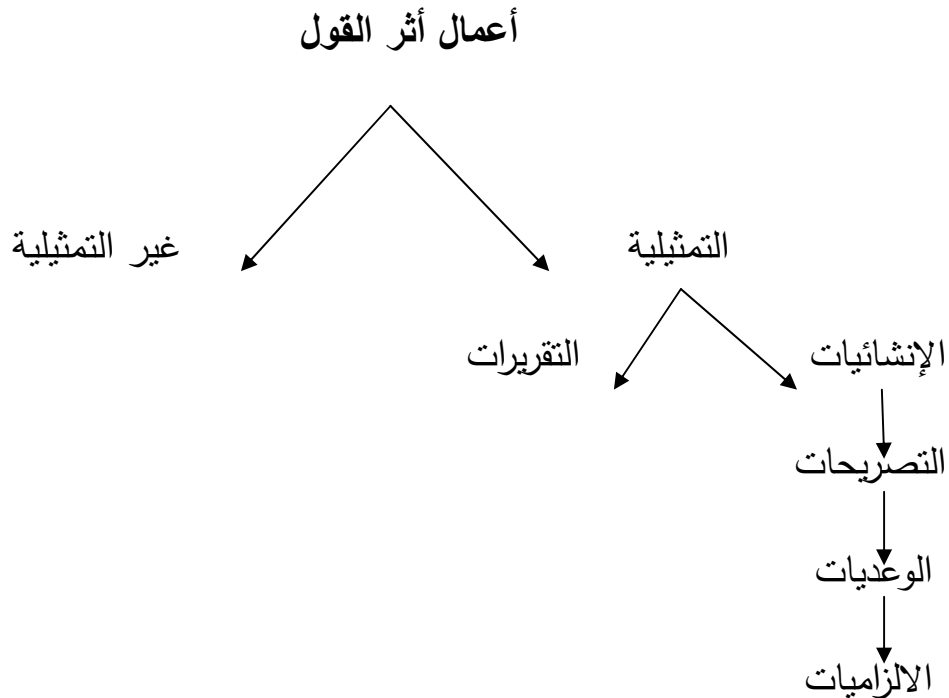 أعمال أثر القول
التمثيلية
غير التمثيلية
الإنشائيات
التقريرات
التصريحات
الوعديات
الالزاميات